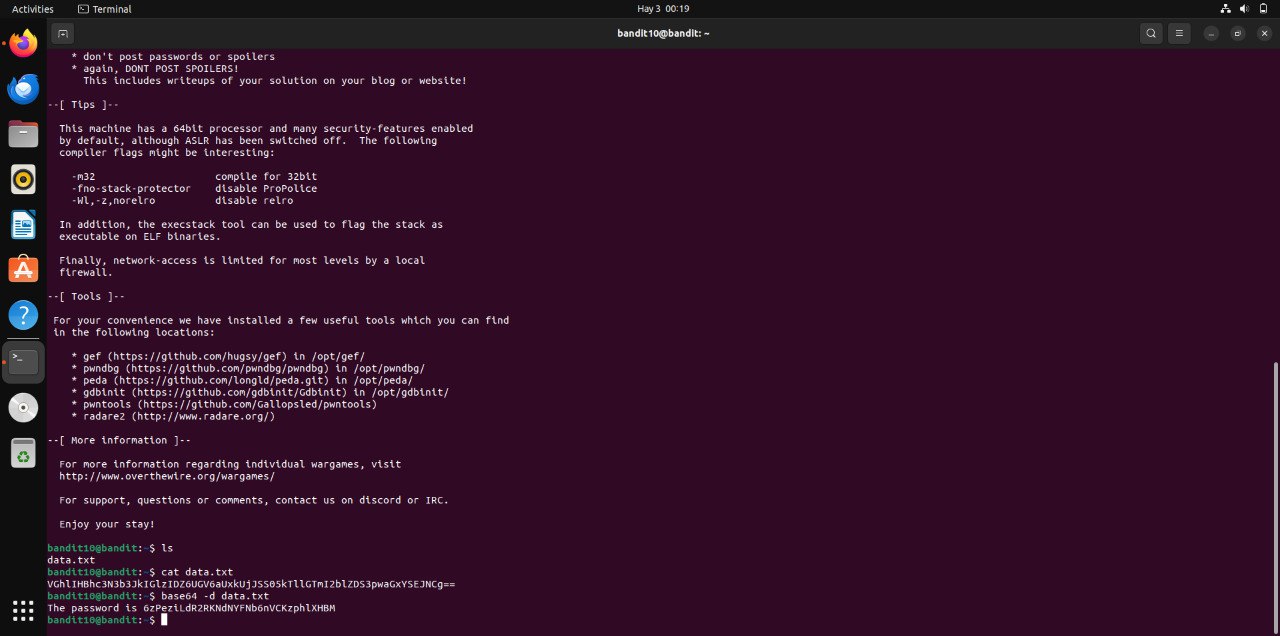 Activities
Terminal
Hay 3 00:19
bandit10@bandit: ~
* don't post passwords or spoilers
* again, DONT POST SPOILERS!
This includes writeups of your solution on your blog or website!
--[ Tips ]--
This machine has a 64bit processor and many security-features enabled
by default, although ASLR has been switched off. The following
compiler flags might be interesting:
-m32 compile for 32bit
-fno-stack-protector disable ProPolice
-Wl,-z,norelro disable relro
In addition, the execstack tool can be used to flag the stack as
executable on ELF binaries.
Finally, network-access is limited for most levels by a local
firewall.
--[ Tools ]--
For your convenience we have installed a few useful tools which you can find
in the following locations:
* gef (https://github.com/hugsy/gef) in /opt/gef/
* pwndbg (https://github.com/pwndbg/pwndbg) in /opt/pwndbg/
* peda (https://github.com/longld/peda.git) in /opt/peda/
* gdbinit (https://github.com/gdbinit/Gdbinit) in /opt/gdbinit/
* pwntools (https://github.com/Gallopsled/pwntools)
* radare2 (http://www.radare.org/)
--[ More information ]--
For more information regarding individual wargames, visit
http://www.overthewire.org/wargames/
For support, questions or comments, contact us on discord or IRC.
Enjoy your stay!
bandit10@bandit:~$ ls
data.txt
bandit10@bandit:~$ cat data.txt
VGhlIHBhc3N3b3JkIGlzIDZ6UGV6aUxkUjJSS05kTllGTmI2blZDS3pwaGxYSEJNCg==
bandit10@bandit:~$ base64 -d data.txt
The password is 6zPeziLdR2RKNdNYFNb6nVCKzphlXHBM
bandit10@bandit:~$